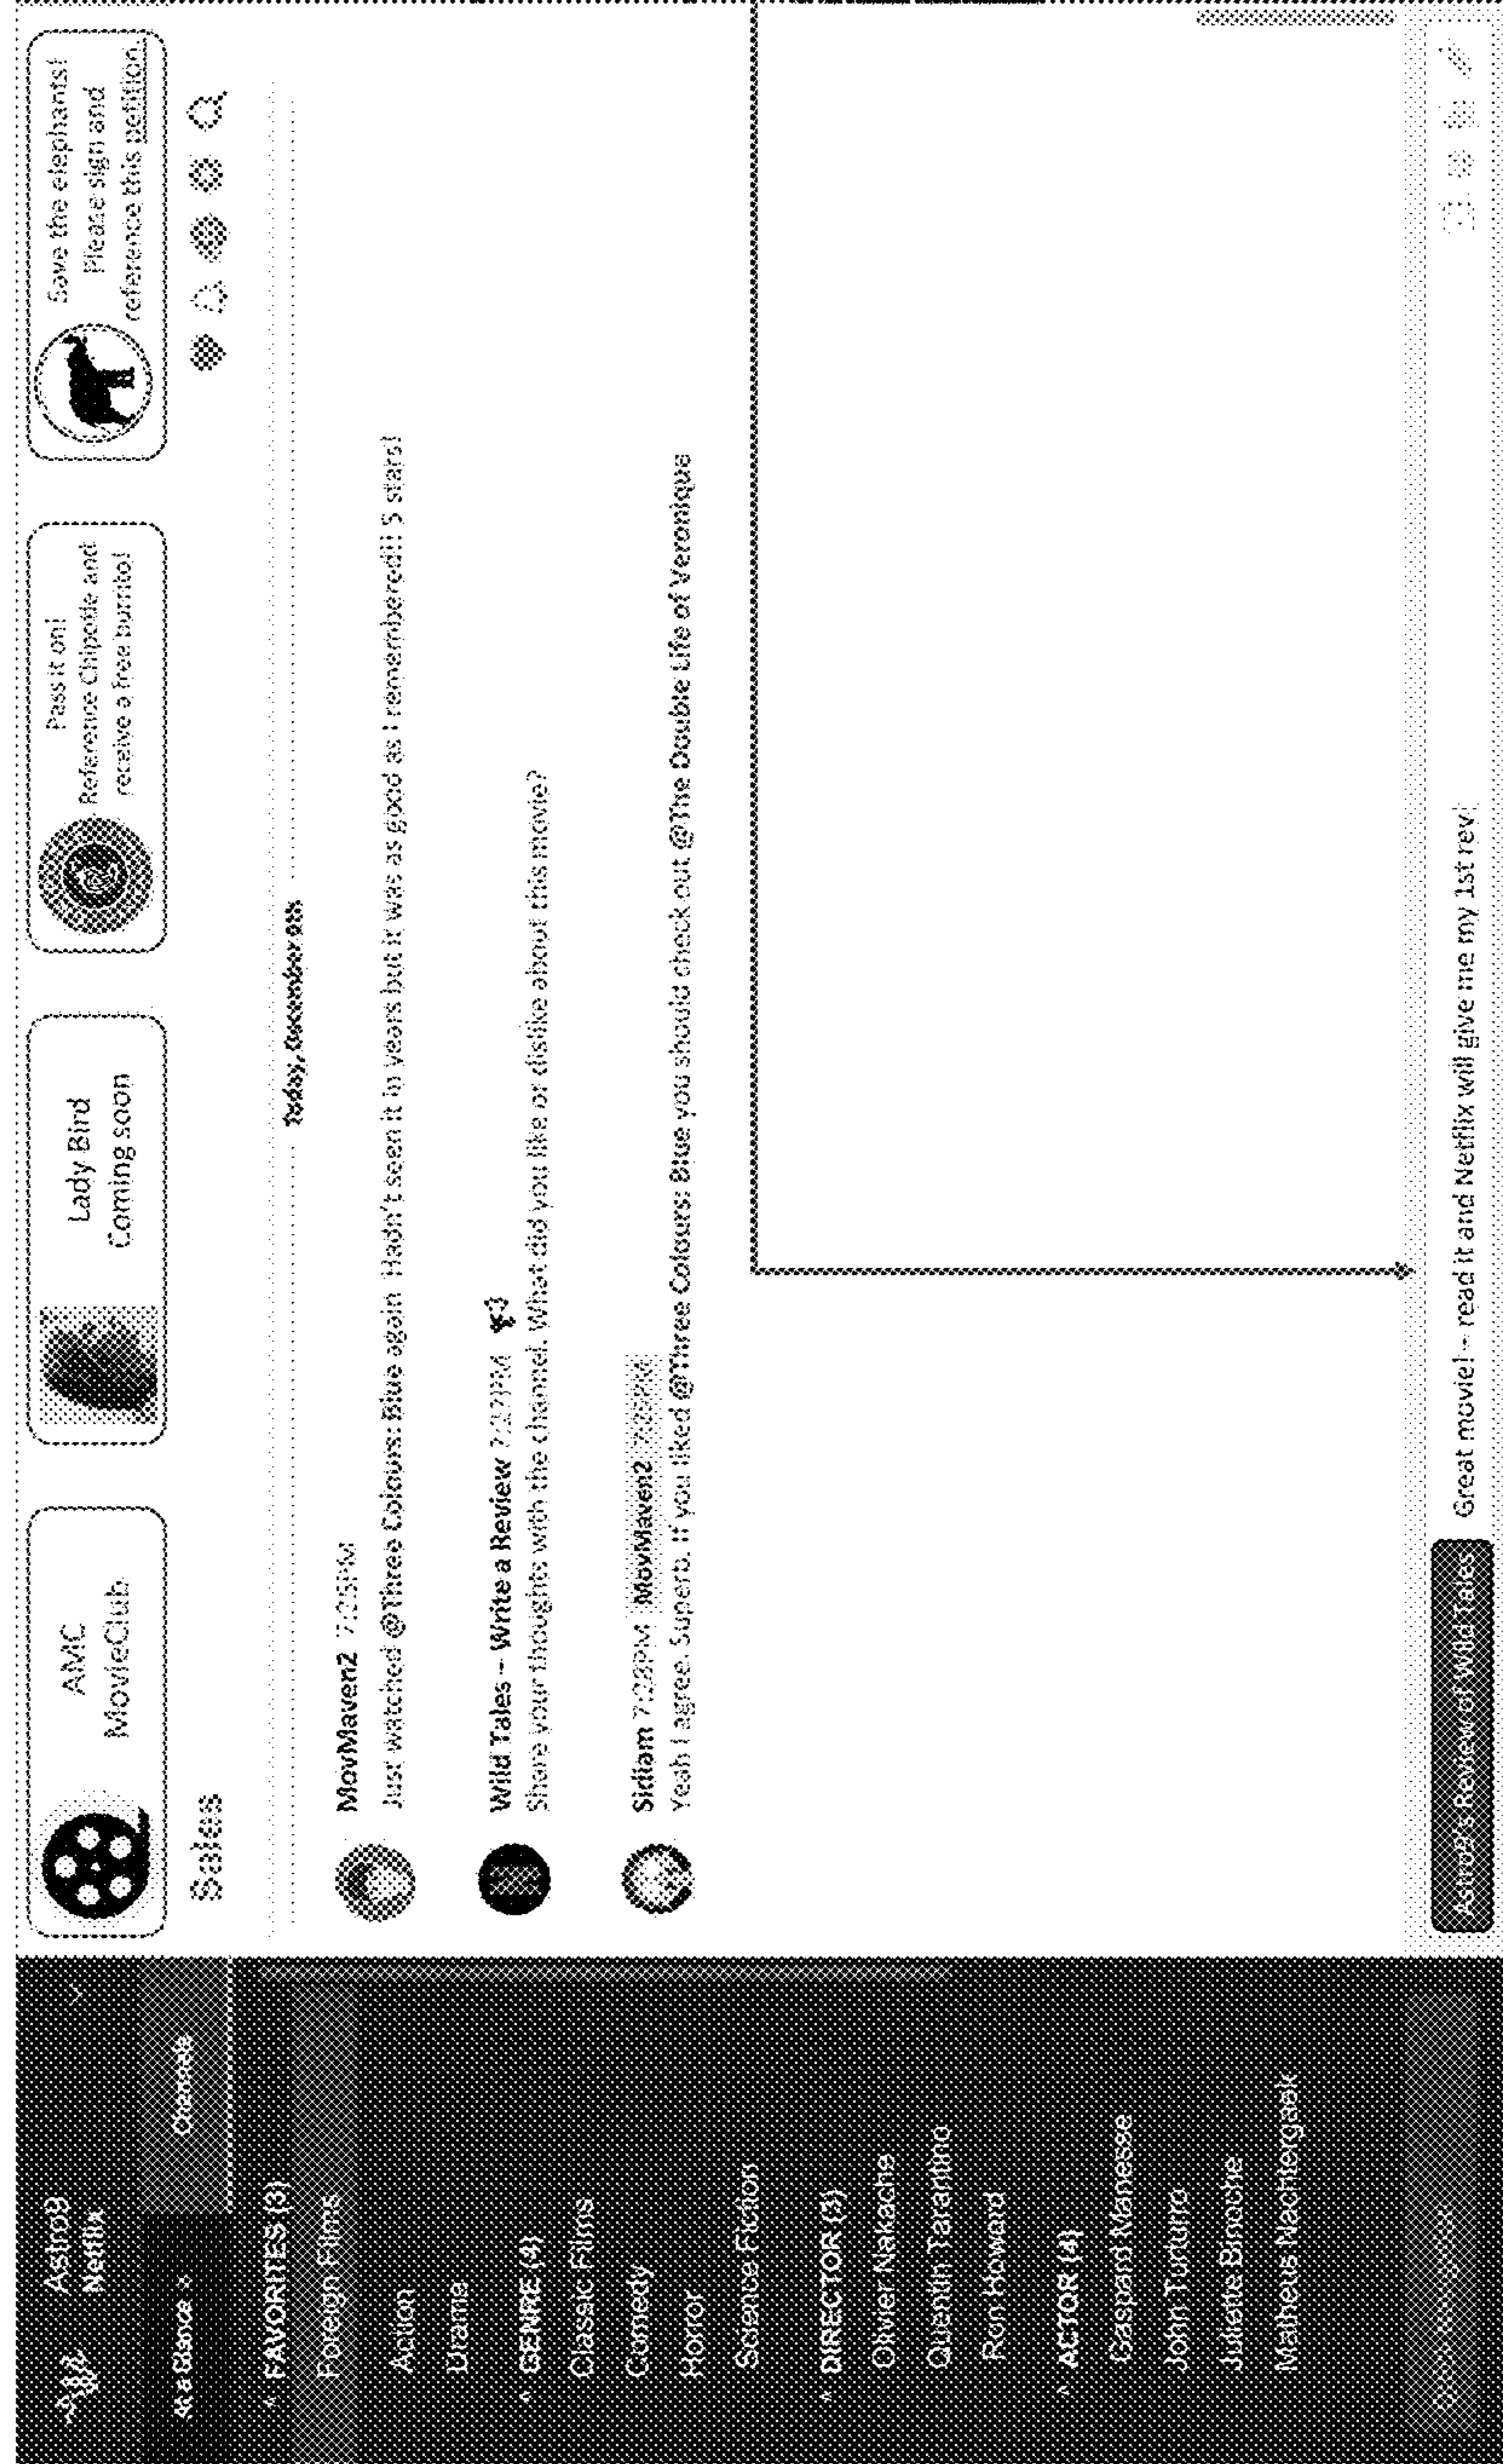 Astro9
Netflix
At a Glance
Channels
^ FAVORITES (3)
Foreign Films
Action
Drama
^ GENRE (4)
Classic Films
Comedy
Horror
Science Fiction
^ DIRECTOR (3)
Olivier Nakache
Quentin Tarantino
Ron Howard
^ ACTOR (4)
Gaspard Manesse
John Turturro
Juliette Binoche
Matheus Nachtergaele
AMC
MovieClub
Lady Bird
Coming soon
Pass it on!
Reference Chipotle and
receive a free burrito!
Save the elephants!
Please sign and
reference this petition.
Sales
Today, December 9th
MovMaven2 7:25PM
Just watched @Three Colours: Blue again Hadn't seen it in years but it was as good as I remembered!! 5 stars!
Wild Tales – Write a Review 7:27PM
Share your thoughts with the channel. What did you like or dislike about this movie?
Sidiam 7:28PM MovMaven2 7:25PM
Yeah I agree. Superb. If you liked @Three Colours: Blue you should check out @The Double Life of Veronique
Astro9's Review of Wild Tales Great movie! – read it and Netflix will give me my 1st rev!